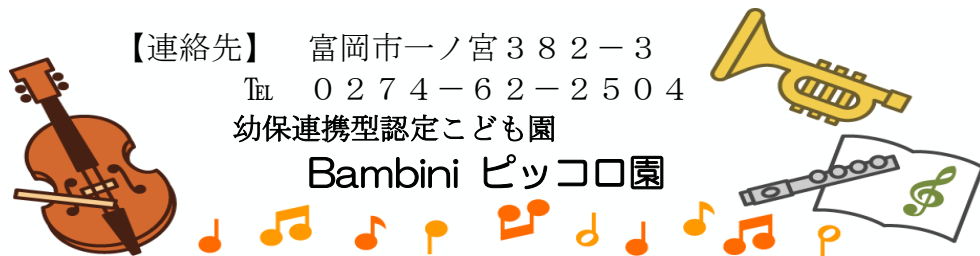 【連絡先】　富岡市一ノ宮３８２－３
℡　０２７４－６２－２５０４
幼保連携型認定こども園
Bambini ピッコロ園